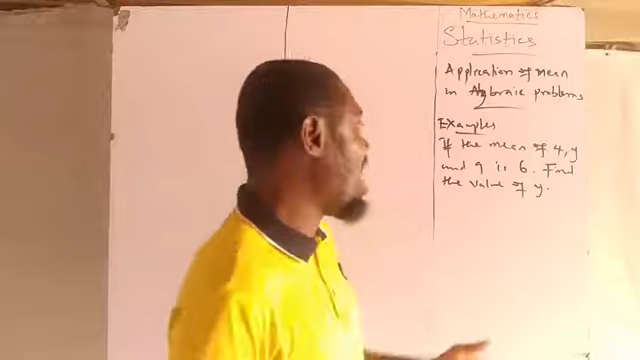 Mathematics
Statistics
Application of mean
in Algbraic problems
Examples
If the mean of 4, y
and 9 is 6. Find
the value of y.